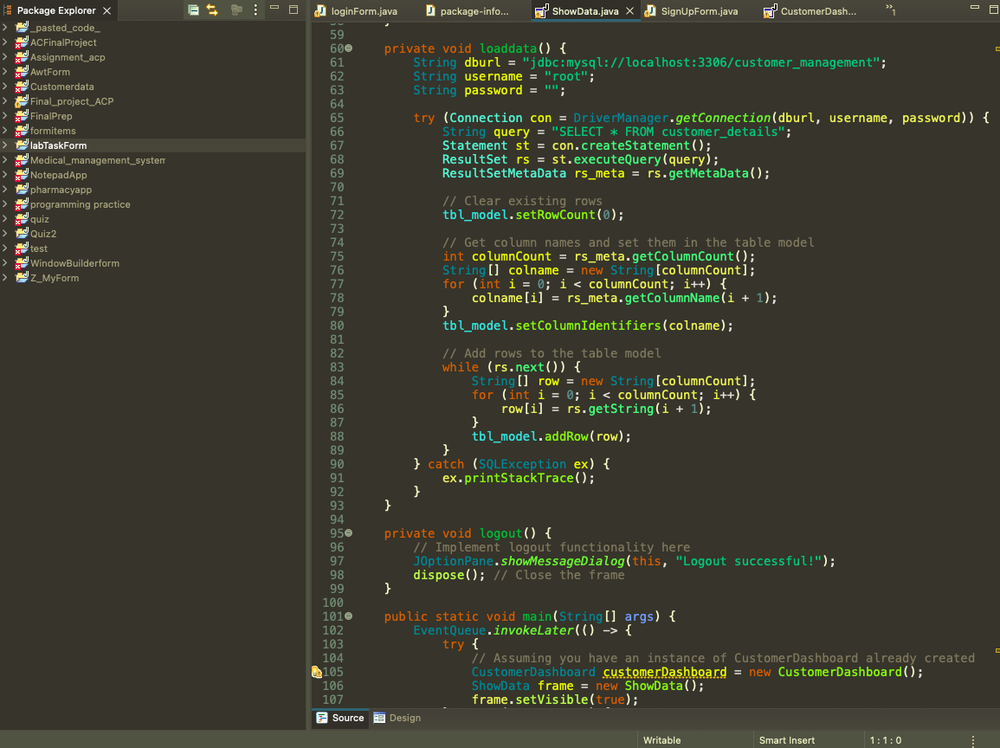 Package Explorer
_pasted_code_
ACFinalProject
Assignment_acp
AwtForm
Customerdata
Final_project_ACP
FinalPrep
formitems
labTaskForm
Medical_management_system
NotepadApp
pharmacyapp
programming practice
quiz
Quiz2
test
WindowBuilderform
Z_MyForm
loginForm.java
package-info...
ShowData.java
SignUpForm.java
CustomerDash...
»1
59
60 private void loaddata() {
61 String dburl = "jdbc:mysql://localhost:3306/customer_management";
62 String username = "root";
63 String password = "";
64
65 try (Connection con = DriverManager.getConnection(dburl, username, password)) {
66 String query = "SELECT * FROM customer_details";
67 Statement st = con.createStatement();
68 ResultSet rs = st.executeQuery(query);
69 ResultSetMetaData rs_meta = rs.getMetaData();
70
71 // Clear existing rows
72 tbl_model.setRowCount(0);
73
74 // Get column names and set them in the table model
75 int columnCount = rs_meta.getColumnCount();
76 String[] colname = new String[columnCount];
77 for (int i = 0; i < columnCount; i++) {
78 colname[i] = rs_meta.getColumnName(i + 1);
79 }
80 tbl_model.setColumnIdentifiers(colname);
81
82 // Add rows to the table model
83 while (rs.next()) {
84 String[] row = new String[columnCount];
85 for (int i = 0; i < columnCount; i++) {
86 row[i] = rs.getString(i + 1);
87 }
88 tbl_model.addRow(row);
89 }
90 } catch (SQLException ex) {
91 ex.printStackTrace();
92 }
93 }
94
95 private void logout() {
96 // Implement logout functionality here
97 JOptionPane.showMessageDialog(this, "Logout successful!");
98 dispose(); // Close the frame
99 }
100
101 public static void main(String[] args) {
102 EventQueue.invokeLater(() -> {
103 try {
104 // Assuming you have an instance of CustomerDashboard already created
105 CustomerDashboard customerDashboard = new CustomerDashboard();
106 ShowData frame = new ShowData();
107 frame.setVisible(true);
Source
Design
Writable
Smart Insert
1 : 1 : 0